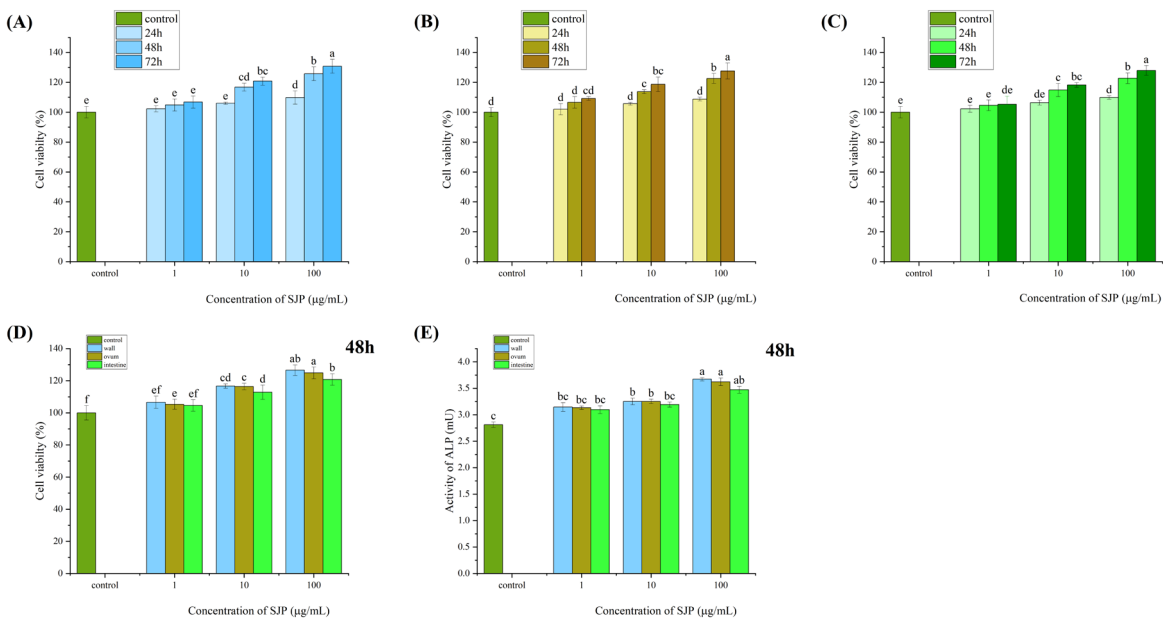 (A)
control
24h
48h
72h
140
120
100
80
60
40
20
0
Cell viabilty (%)
e
e e e
e cd bc
d b a
control 1 10 100
Concentration of SJP (μg/mL)
(B)
control
24h
48h
72h
140
120
100
80
60
40
20
0
Cell viabilty (%)
d
d d cd
d c bc
d b a
control 1 10 100
Concentration of SJP (μg/mL)
(C)
control
24h
48h
72h
140
120
100
80
60
40
20
0
Cell viabilty (%)
e
e e de
de c bc
d b a
control 1 10 100
Concentration of SJP (μg/mL)
(D)
control
wall
ovum
intestine
48h
140
120
100
80
60
40
20
0
Cell viabilty (%)
f
ef e ef
cd c d
ab a b
control 1 10 100
Concentration of SJP (μg/mL)
(E)
control
wall
ovam
intestine
48h
4.0
3.5
3.0
2.5
2.0
1.5
1.0
0.5
0.0
Activity of ALP (mU)
c
bc bc bc
b b bc
a a ab
control 1 10 100
Concentration of SJP (μg/mL)